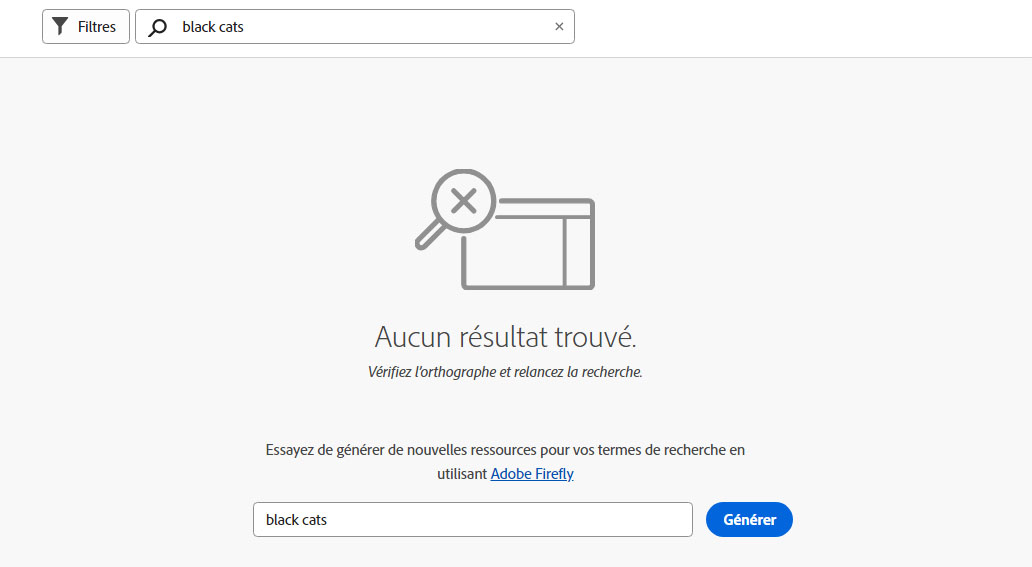 Filtres
black cats
Aucun résultat trouvé.
Vérifiez l'orthographe et relancez la recherche.
Essayez de générer de nouvelles ressources pour vos termes de recherche en
utilisant Adobe Firefly
black cats
Générer